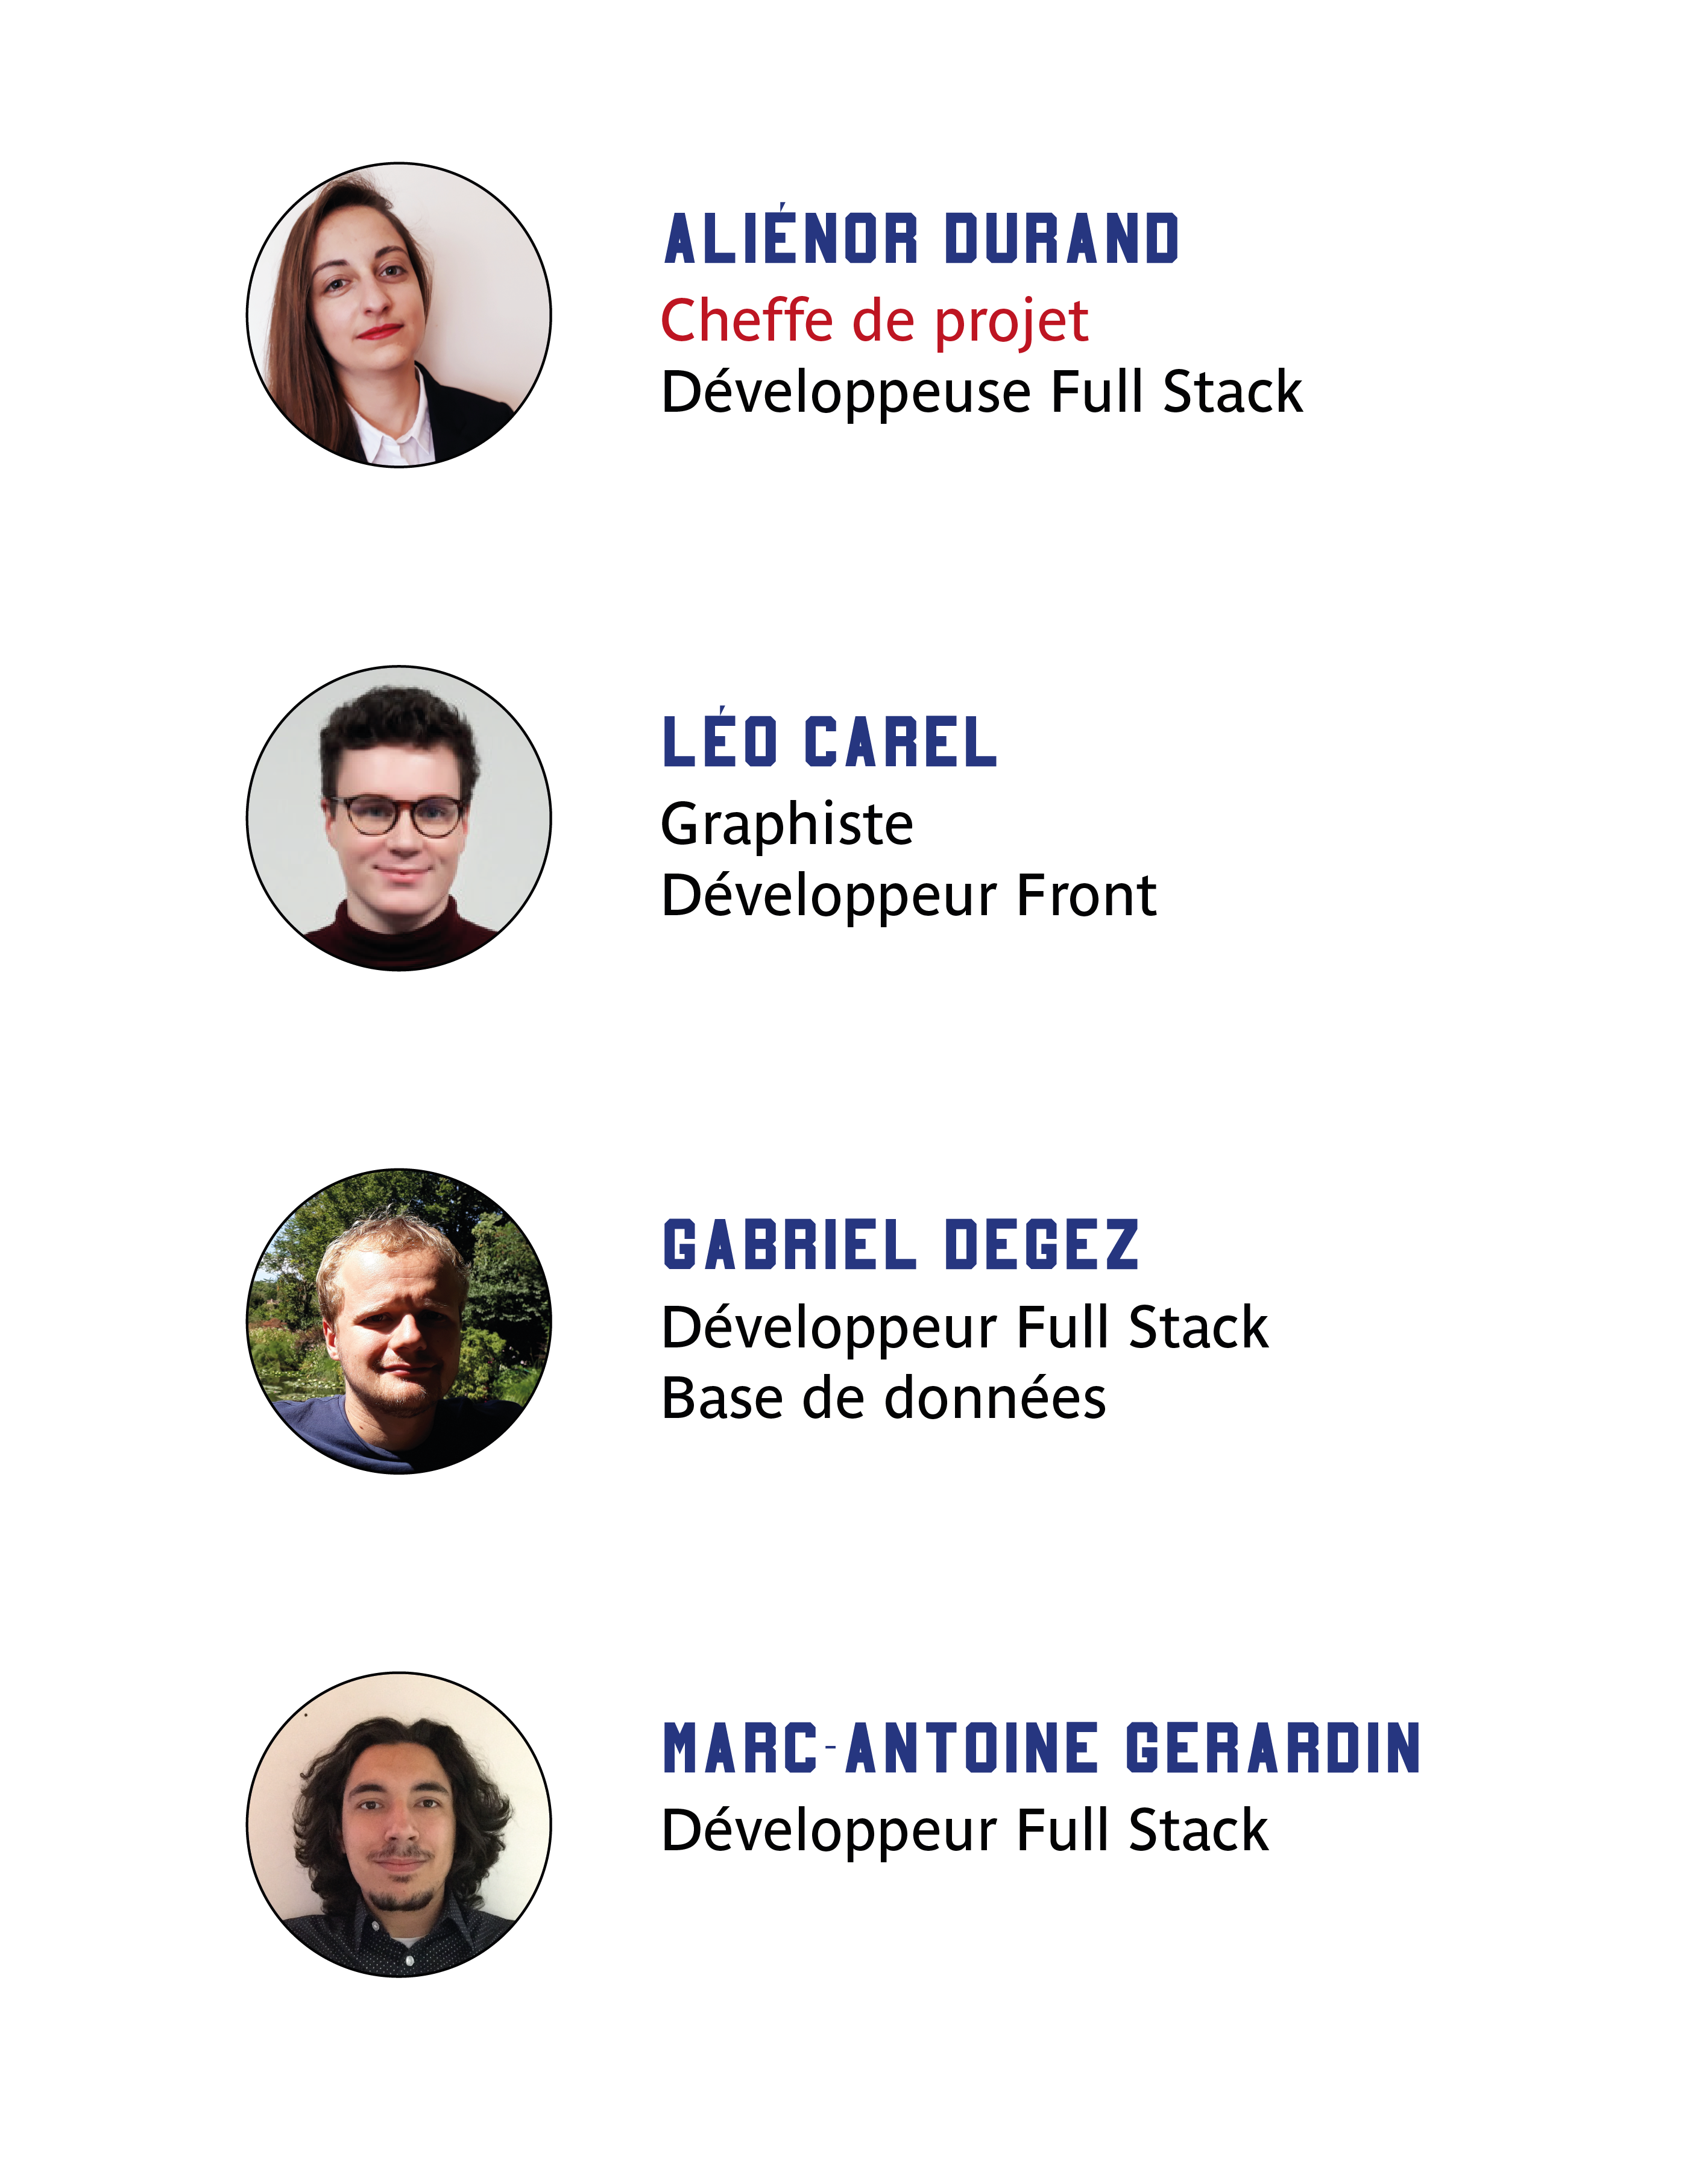 ALIÉNOR DURAND
Cheffe de projet
Développeuse Full Stack
LÉO CAREL
Graphiste
Développeur Front
GABRIEL DEGEZ
Développeur Full Stack
Base de données
MARC-ANTOINE GERARDIN
Développeur Full Stack